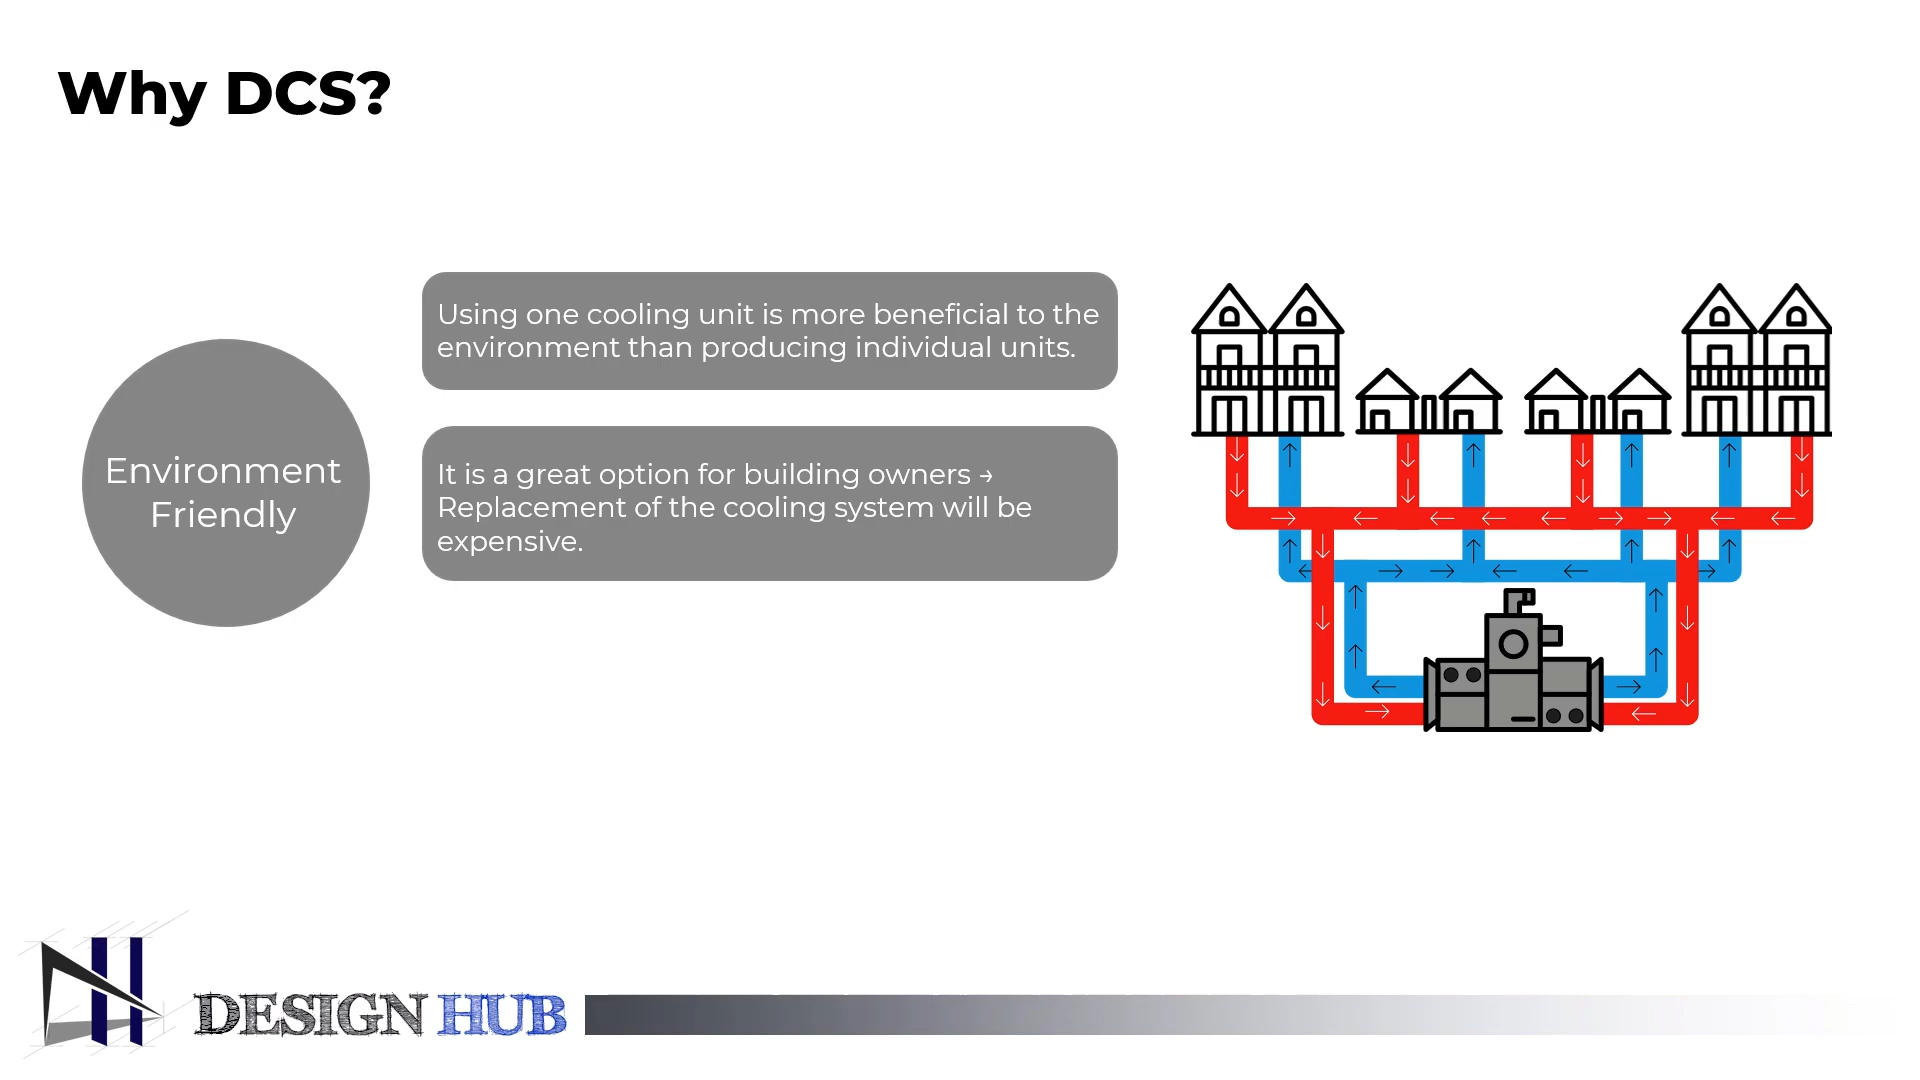 Why DCS?
Environment
Friendly
Using one cooling unit is more beneficial to the
environment than producing individual units.
It is a great option for building owners →
Replacement of the cooling system will be
expensive.
DESIGN HUB